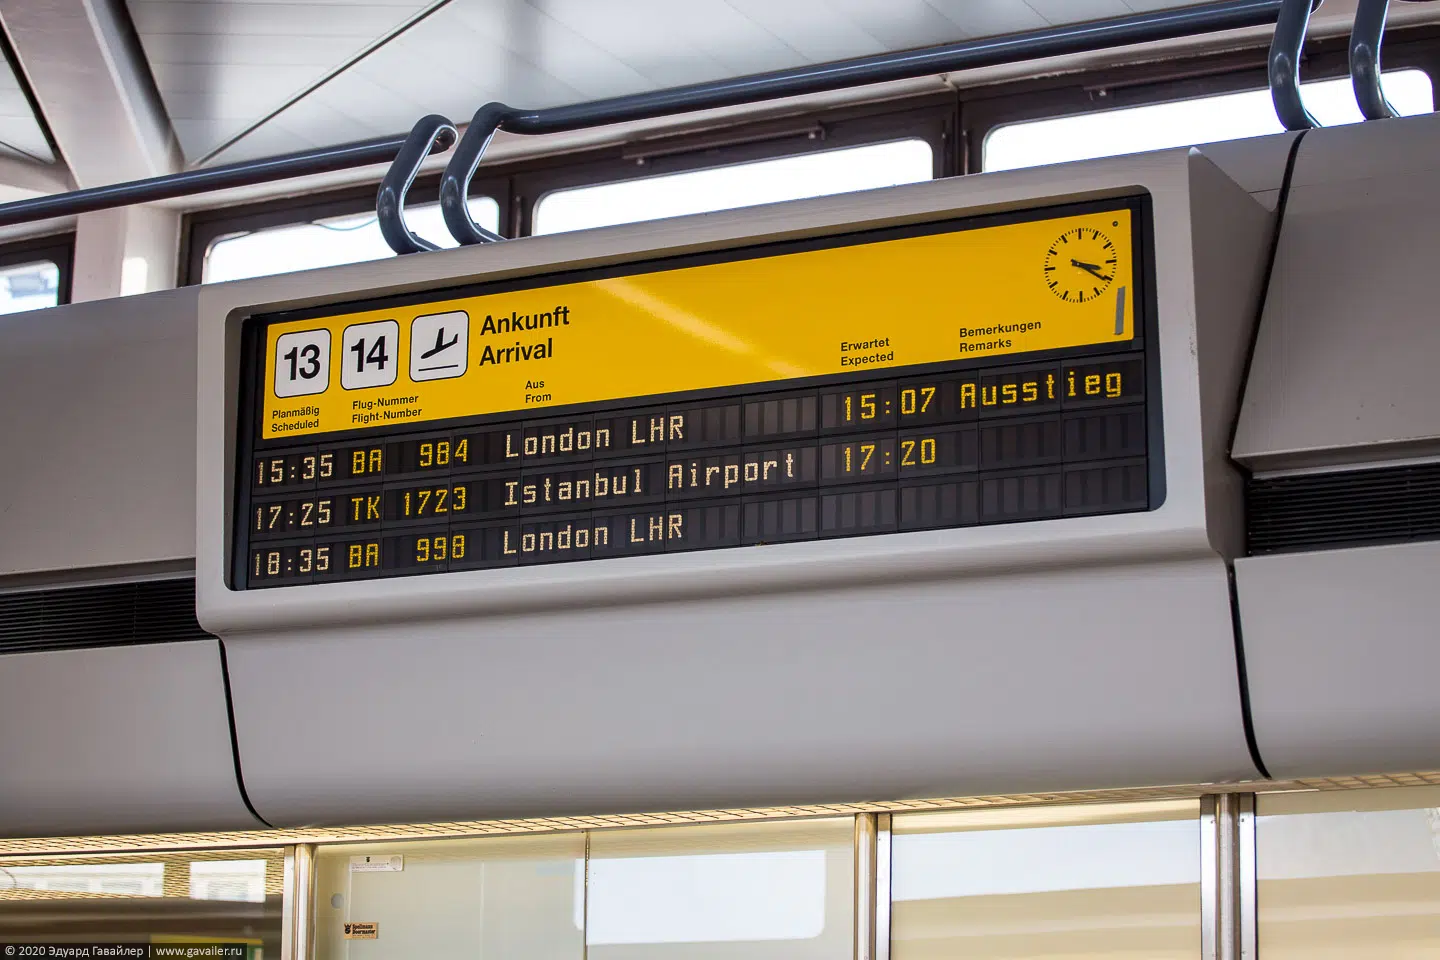 13 14 Ankunft
Arrival
Planmäßig Flug-Nummer Aus Erwartet Bemerkungen
Scheduled Flight-Number From Expected Remarks
15:35 BA 984 London LHR 15:07 Ausstieg
17:25 TK 1723 Istanbul Airport 17:20
18:35 BA 998 London LHR
© 2020 Эдуард Гавайлер | www.gavailer.ru